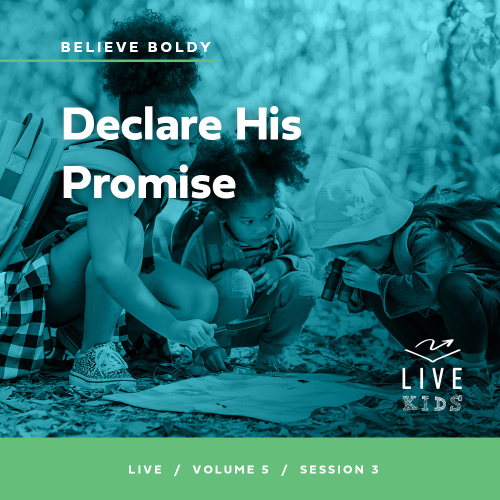 BELIEVE BOLDY
Declare His
Promise
LIVE
KIDS
LIVE / VOLUME 5 / SESSION 3